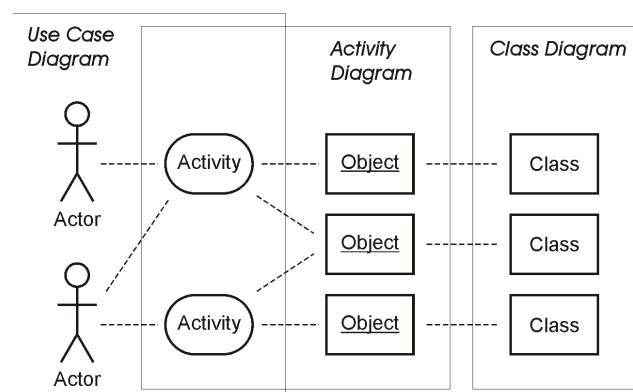 Use Case
Diagram
Activity
Diagram
Class Diagram
Actor
Activity
Object
Class
Object
Class
Actor
Activity
Object
Class